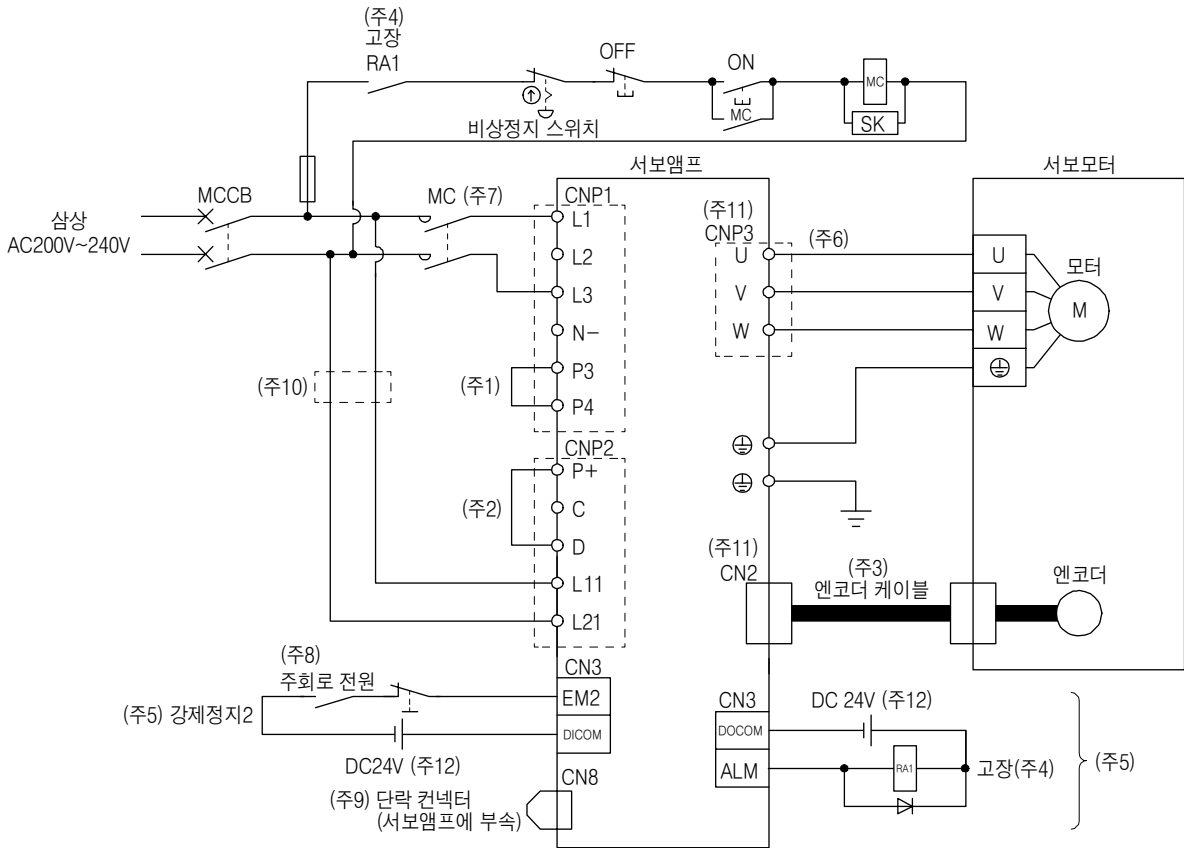 (주4)
고장
RA1
OFF
ON
MC
MC
SK
비상정지 스위치
서보앰프
서보모터
MCCB
MC (주7)
CNP1
삼상
AC200V~240V
L1
L2
L3
N−
P3
P4
(주1)
(주10)
(주11)
CNP3
(주6)
U
V
W
U
V
W
모터
M
CNP2
P+
C
D
L11
L21
(주2)
(주11)
CN2
(주3)
엔코더 케이블
엔코더
(주8)
주회로 전원
CN3
EM2
DICOM
(주5) 강제정지2
DC24V (주12)
CN8
(주9) 단락 컨넥터
(서보앰프에 부속)
CN3
DOCOM
ALM
DC 24V (주12)
RA1
고장(주4)
(주5)